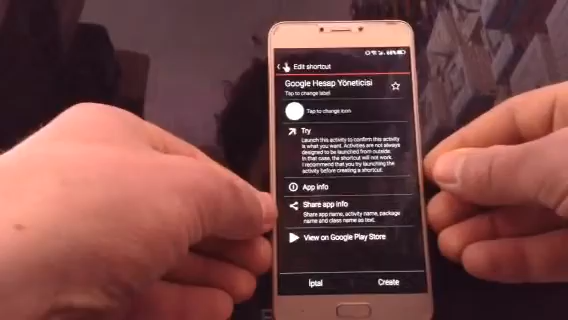 Edit shortcut
Google Hesap Yöneticisi
Tap to change label.
Tap to change icon.
Try
Launch this activity to confirm this activity
is what you want. Activities are not always
designed to be launched from outside.
In that case, the shortcut will not work.
I recommend that you try launching the
activity before creating a shortcut.
App info
Share app info
Share app name, activity name, package
name and class name as text.
View on Google Play Store
İptal
Create